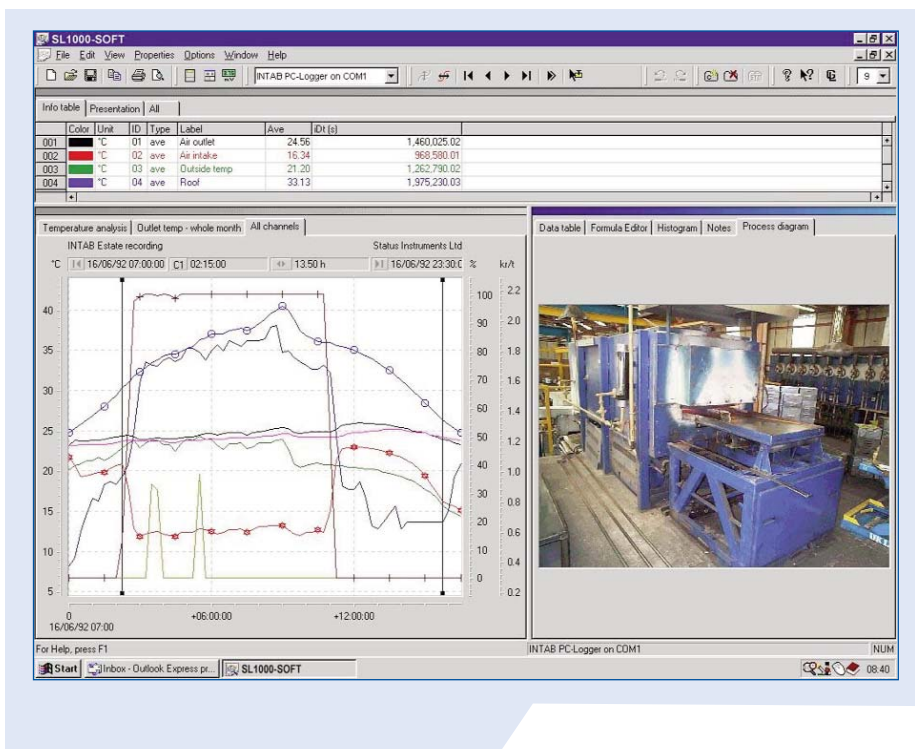 SL1000-SOFT
File Edit View Properties Options Window Help
INTAB PC-Logger on COM1 9
Info table Presentation All
Color Unit ID Type Label Ave iDt (s)
001 °C 01 ave Air outlet 24.56 1,460,025.02
002 °C 02 ave Air intake 16.34 968,580.01
003 °C 03 ave Outside temp 21.20 1,262,790.02
004 °C 04 ave Roof 33.13 1,975,230.03
Temperature analysis Outlet temp - whole month All channels
Data table Formula Editor Histogram Notes Process diagram
INTAB Estate recording Status Instruments Ltd
°C 16/06/92 07:00:00 C1 02:15:00 13:50 h 16/06/92 23:30:0 % kr/t
40
35
30
25
20
15
10
5
100
90
80
70
60
50
40
30
20
10
0
2.2
2.0
1.8
1.6
1.4
1.2
1.0
0.8
0.6
0.4
0.2
0 +06:00:00 +12:00:00
16/06/92 07:00
For Help, press F1 INTAB PC-Logger on COM1 NUM
Start Inbox - Outlook Express pr... SL1000-SOFT 08:40